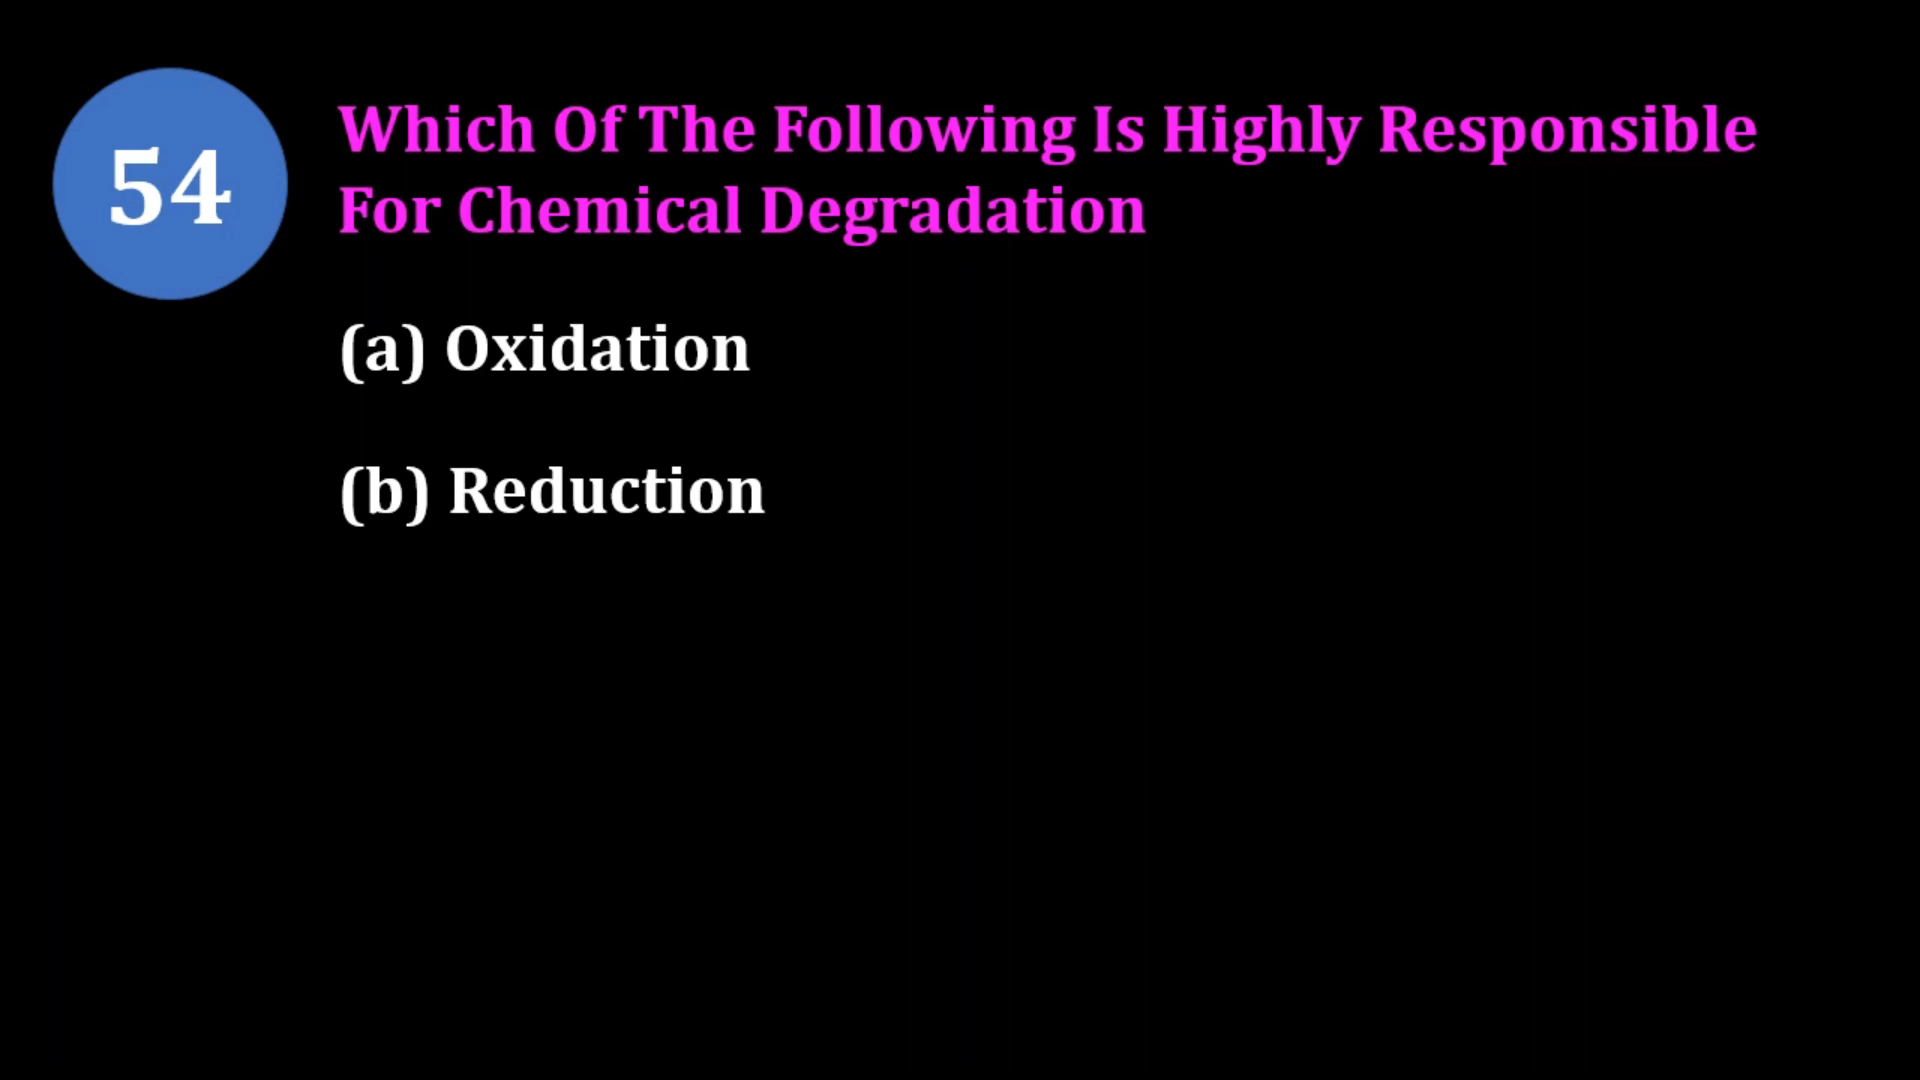 54
Which Of The Following Is Highly Responsible
For Chemical Degradation
(a) Oxidation
(b) Reduction